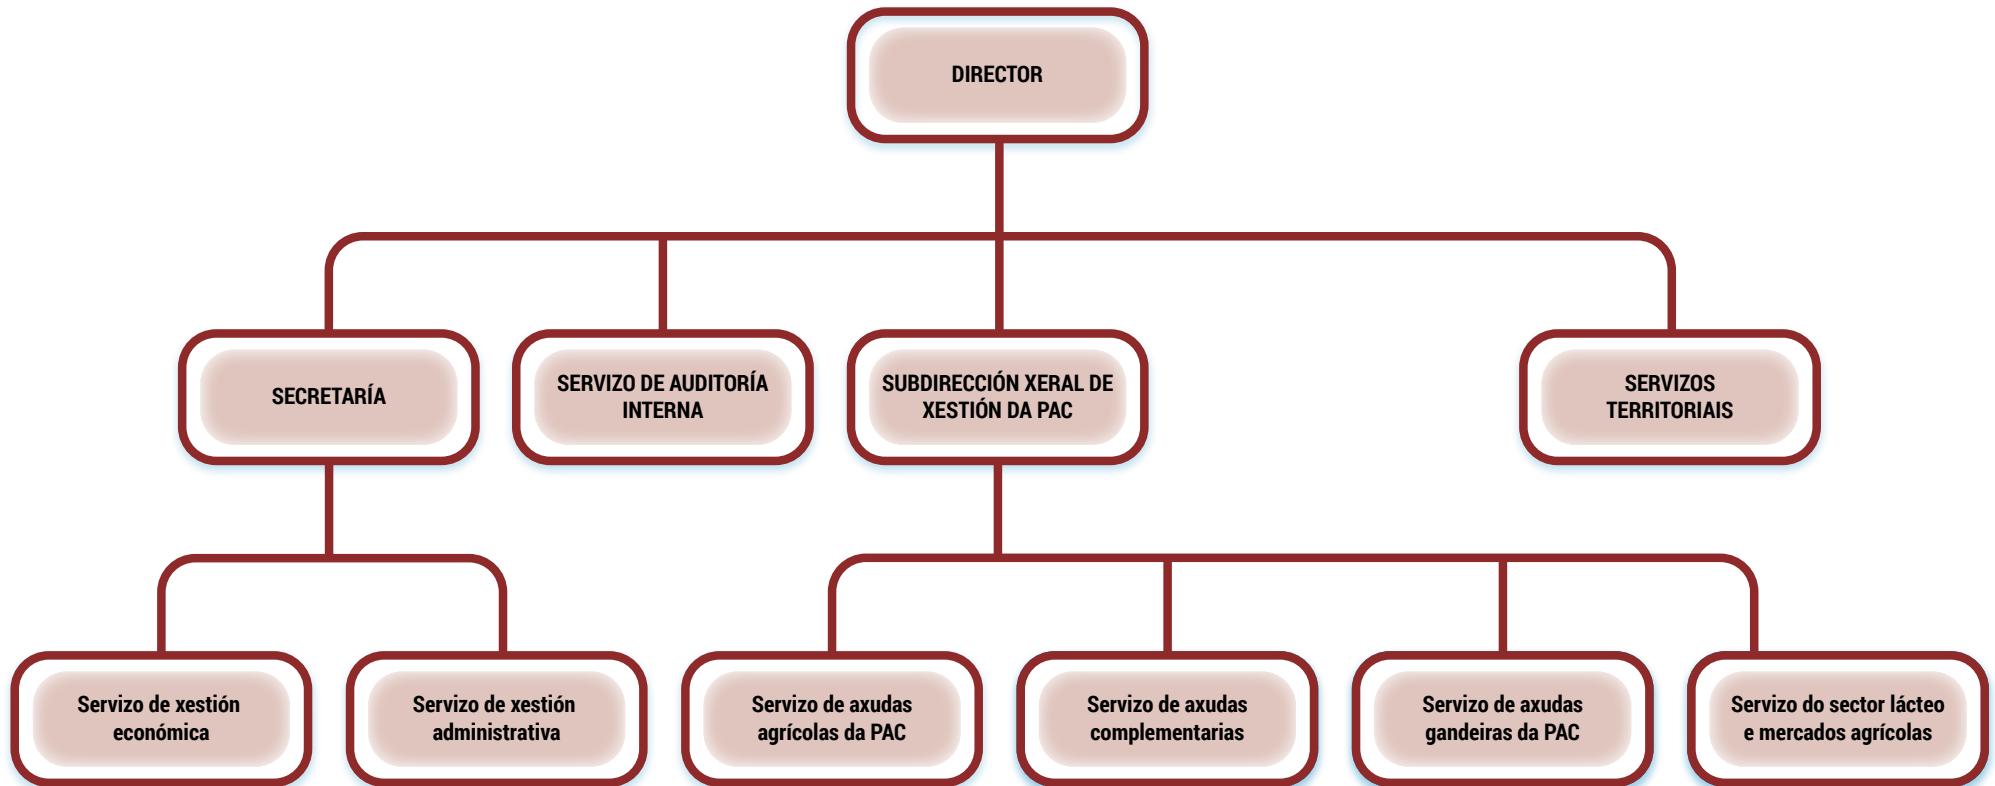 DIRECTOR
SECRETARÍA
SERVIZO DE AUDITORÍA
INTERNA
SUBDIRECCIÓN XERAL DE
XESTIÓN DA PAC
SERVIZOS
TERRITORIAIS
Servizo de xestión
económica
Servizo de xestión
administrativa
Servizo de axudas
agrícolas da PAC
Servizo de axudas
complementarias
Servizo de axudas
gandeiras da PAC
Servizo do sector lácteo
e mercados agrícolas